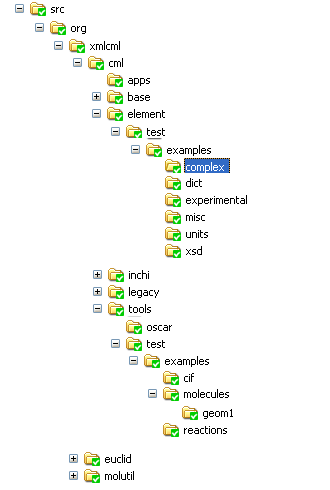 src
org
xmlcml
cml
apps
base
element
test
examples
complex
dict
experimental
misc
units
xsd
inchi
legacy
tools
oscar
test
examples
cif
molecules
geom1
reactions
euclid
molutil